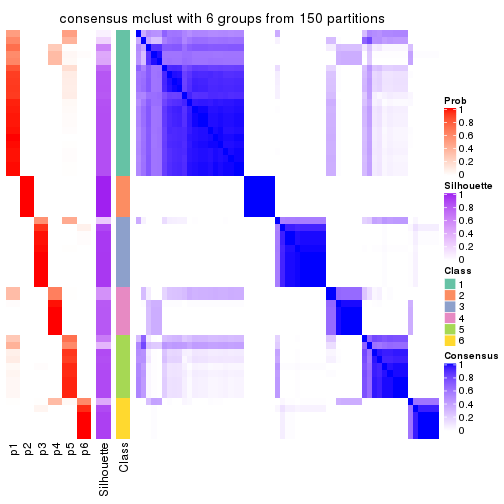 consensus mclust with 6 groups from 150 partitions
Prob
1
0.8
0.6
0.4
0.2
0
Silhouette
1
0.8
0.6
0.4
0.2
0
Class
1
2
3
4
5
6
Consensus
1
0.8
0.6
0.4
0.2
0
p1
p2
p3
p4
p5
p6
Silhouette
Class